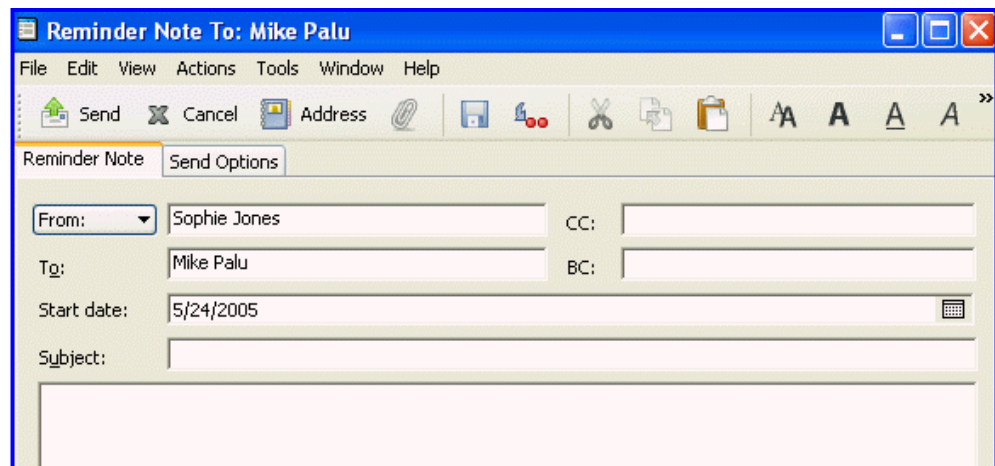 Reminder Note To: Mike Palu
File Edit View Actions Tools Window Help
Send Cancel Address A A A A A »
Reminder Note Send Options
From: Sophie Jones CC:
To: Mike Palu BC:
Start date: 5/24/2005
Subject: